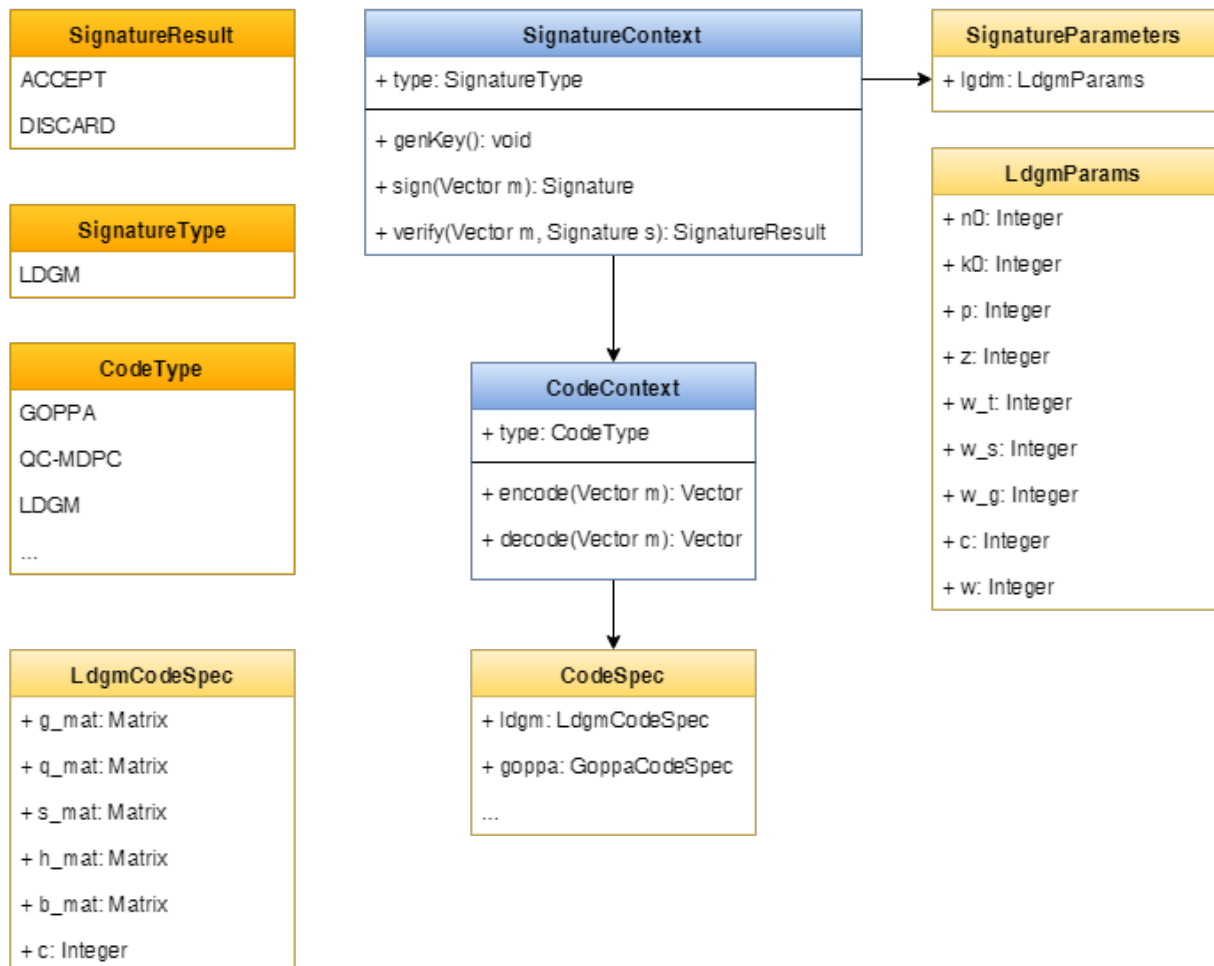 SignatureResult
ACCEPT
DISCARD
SignatureType
LDGM
CodeType
GOPPA
QC-MDPC
LDGM
...
LdgmCodeSpec
+ g_mat: Matrix
+ q_mat: Matrix
+ s_mat: Matrix
+ h_mat: Matrix
+ b_mat: Matrix
+ c: Integer
SignatureContext
+ type: SignatureType
+ genKey(): void
+ sign(Vector m): Signature
+ verify(Vector m, Signature s): SignatureResult
CodeContext
+ type: CodeType
+ encode(Vector m): Vector
+ decode(Vector m): Vector
CodeSpec
+ ldgm: LdgmCodeSpec
+ goppa: GoppaCodeSpec
...
SignatureParameters
+ lgdm: LdgmParams
LdgmParams
+ n0: Integer
+ k0: Integer
+ p: Integer
+ z: Integer
+ w_t: Integer
+ w_s: Integer
+ w_g: Integer
+ c: Integer
+ w: Integer